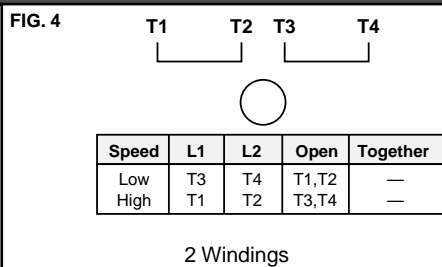 FIG. 4
T1 T2 T3 T4
Speed L1 L2 Open Together
Low T3 T4 T1,T2 —
High T1 T2 T3,T4 —
2 Windings